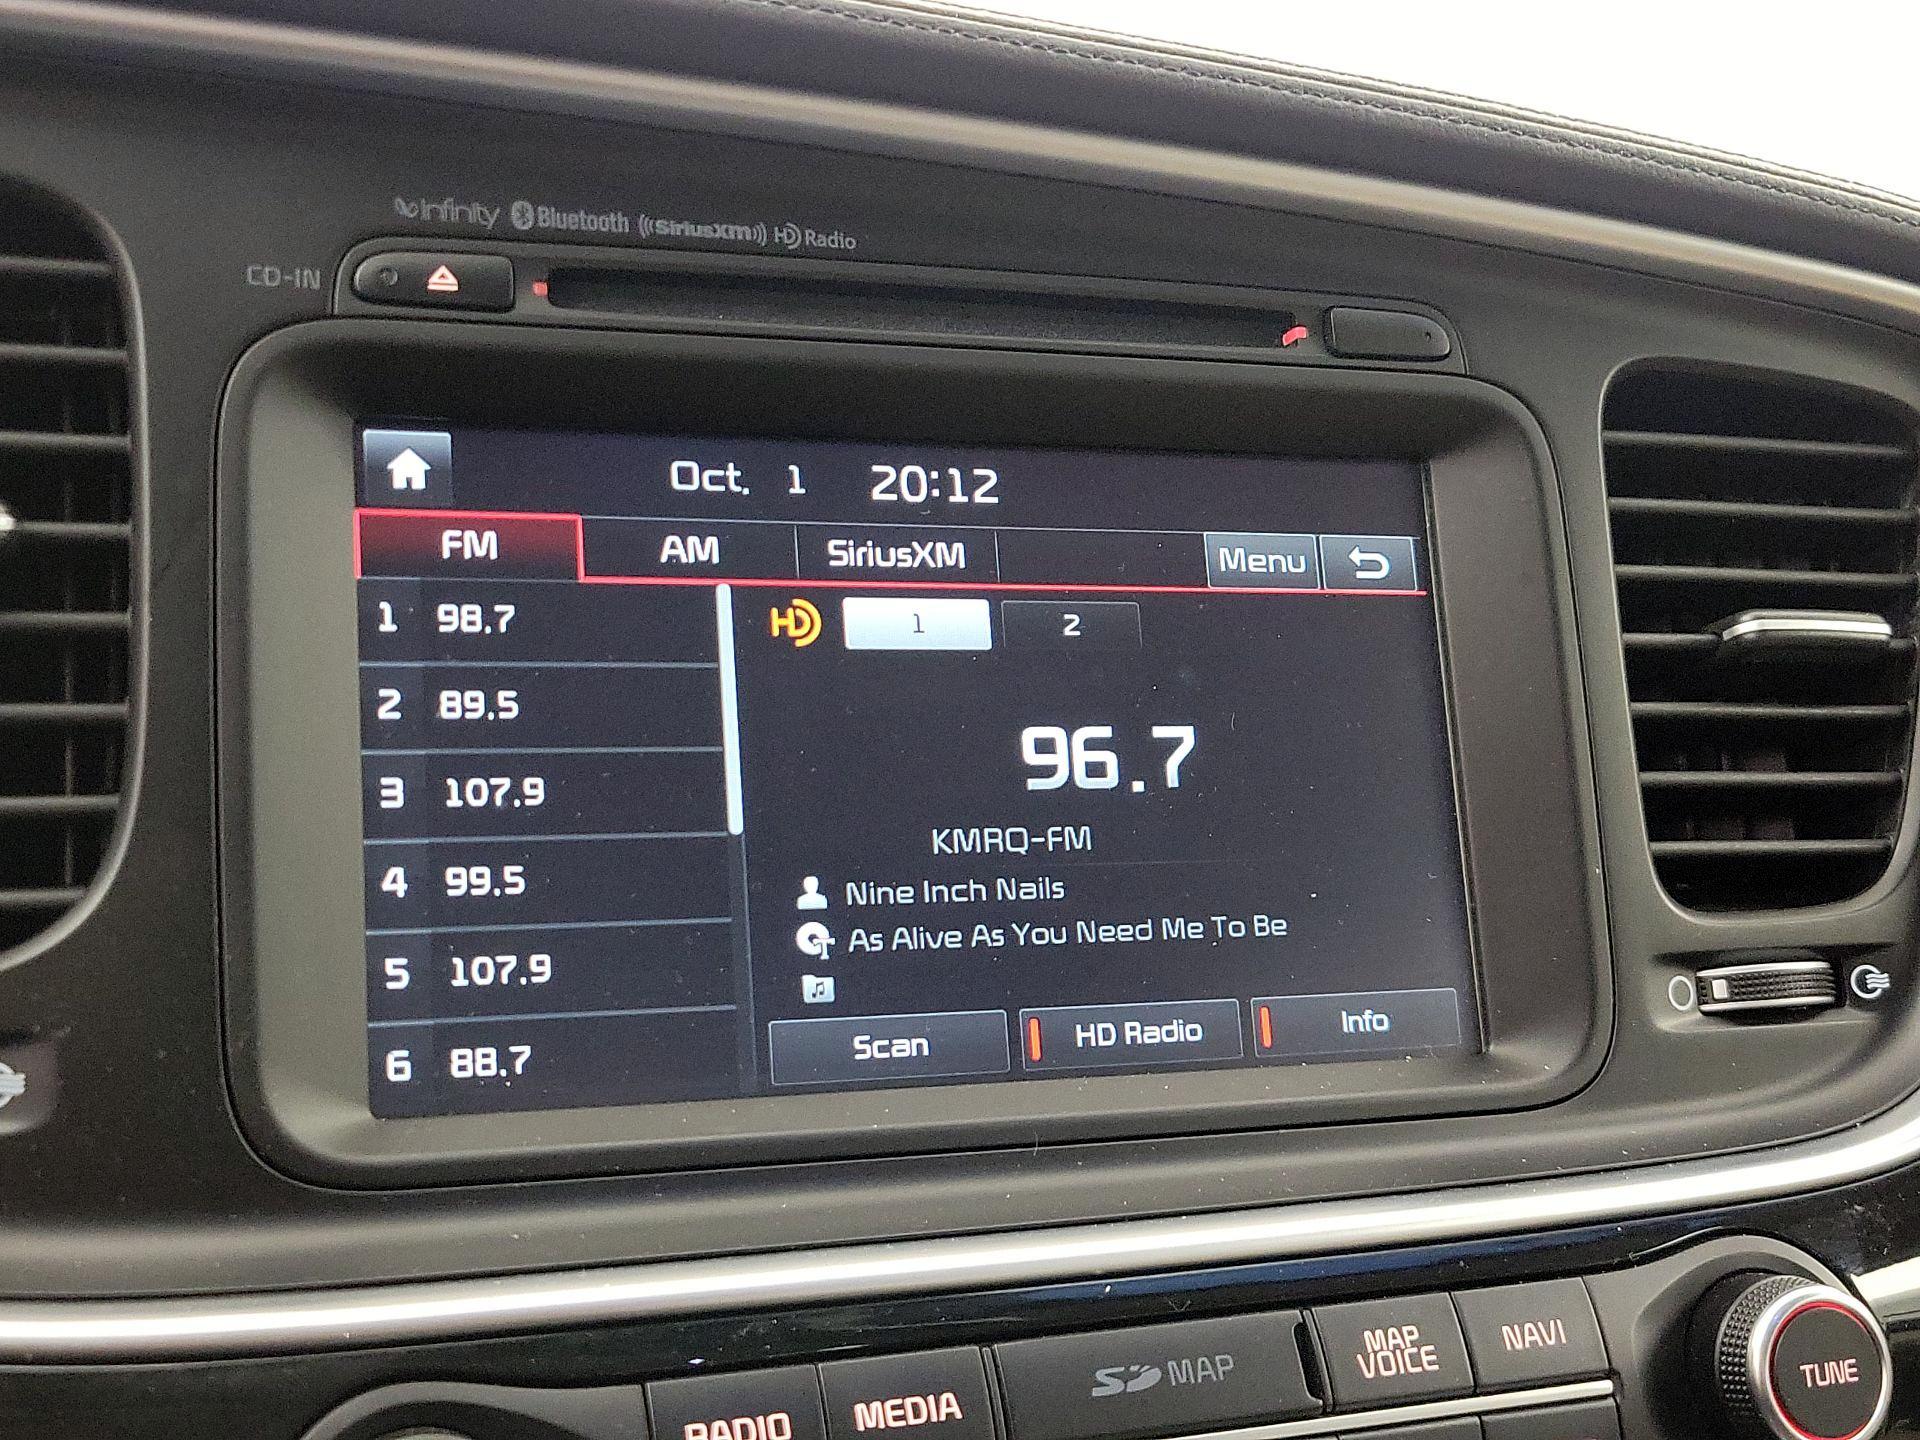 infinity Bluetooth ((SiriusXM)) HD Radio
CD-IN
Oct. 1 20:12
FM AM SiriusXM Menu
HD 1 2
1 98.7
2 89.5
3 107.9
4 99.5
5 107.9
6 88.7
96.7
KMRQ-FM
Nine Inch Nails
As Alive As You Need Me To Be
Scan HD Radio Info
RADIO MEDIA SD MAP MAP VOICE NAVI
TUNE